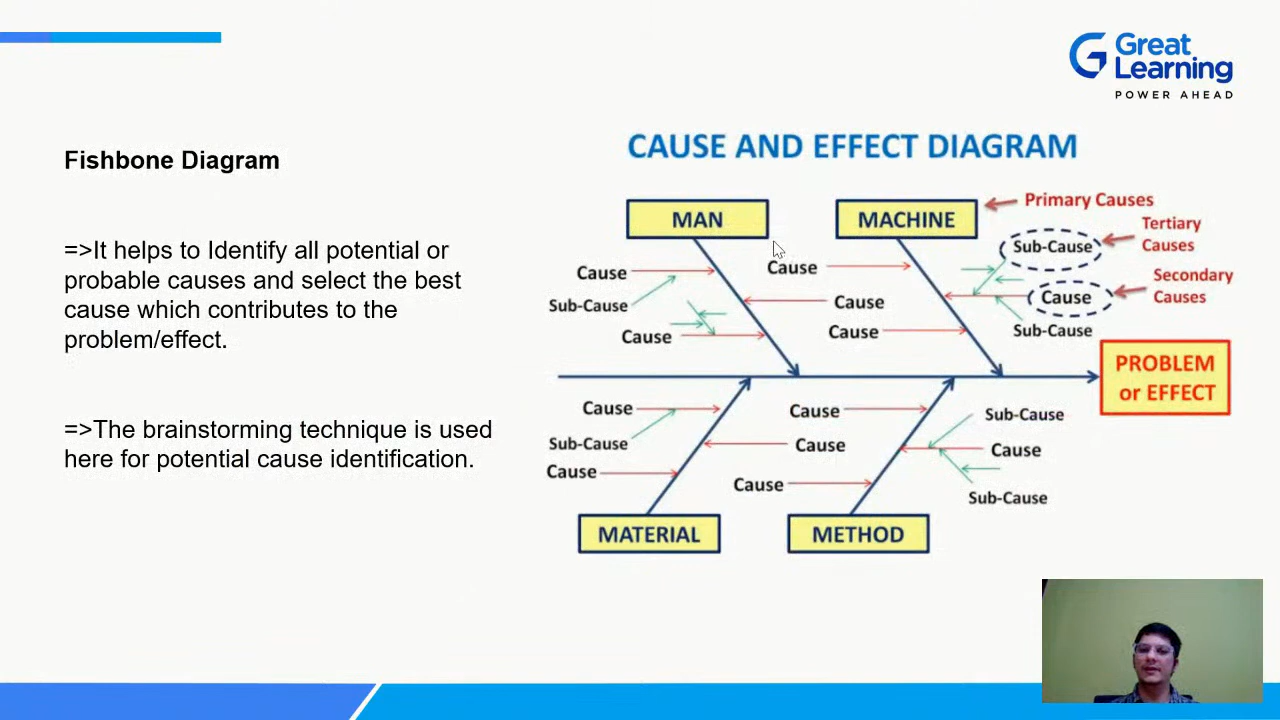 Great
Learning
POWER AHEAD
Fishbone Diagram
=>It helps to Identify all potential or
probable causes and select the best
cause which contributes to the
problem/effect.
=>The brainstorming technique is used
here for potential cause identification.
CAUSE AND EFFECT DIAGRAM
MAN
MACHINE
Primary Causes
Tertiary
Causes
Sub-Cause
Secondary
Causes
Cause
Sub-Cause
Cause
Sub-Cause
Cause
Cause
Cause
Cause
PROBLEM
or EFFECT
Cause
Sub-Cause
Cause
Cause
Cause
Cause
Sub-Cause
Cause
Sub-Cause
MATERIAL
METHOD